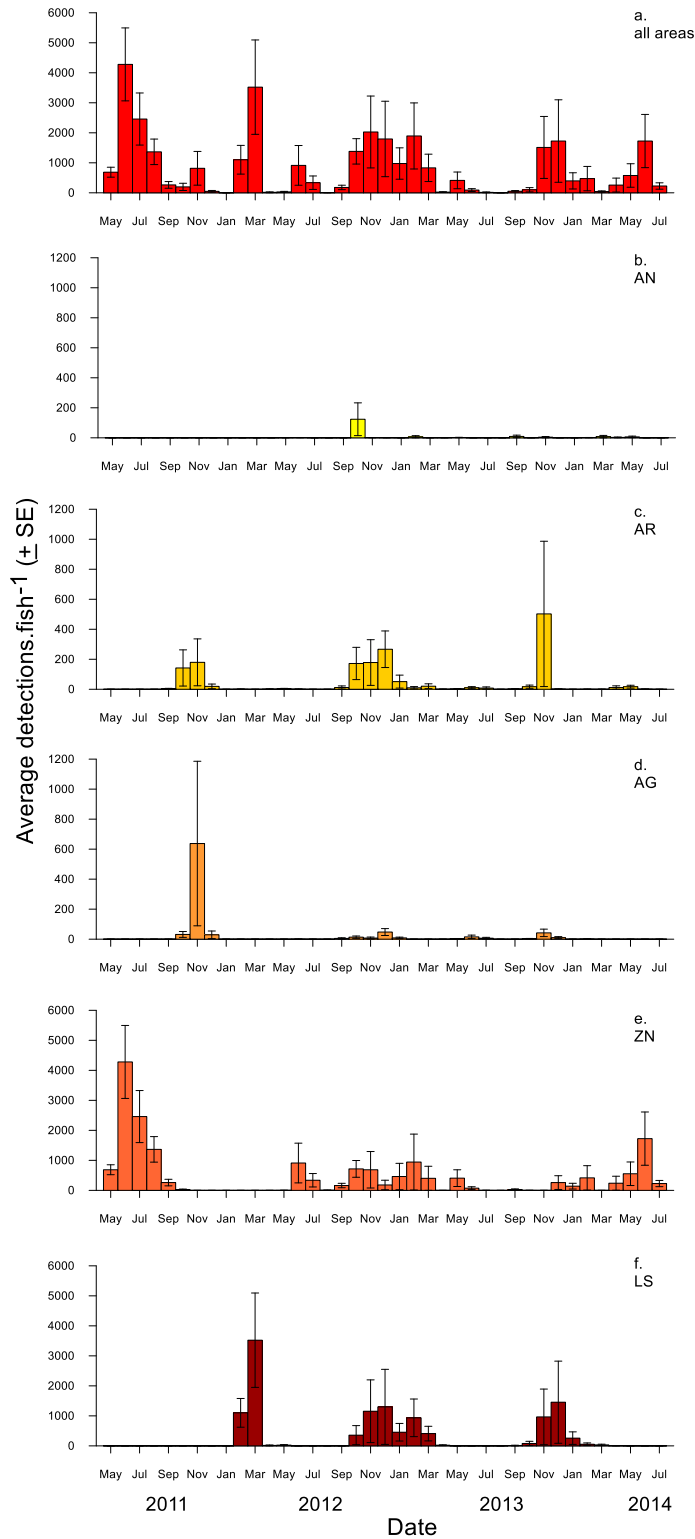 a.
all areas
6000
5000
4000
3000
2000
1000
0
May Jul Sep Nov Jan Mar May Jul Sep Nov Jan Mar May Jul Sep Nov Jan Mar May Jul
b.
AN
1200
1000
800
600
400
200
0
May Jul Sep Nov Jan Mar May Jul Sep Nov Jan Mar May Jul Sep Nov Jan Mar May Jul
Average detections.fish-1 (± SE)
c.
AR
1200
1000
800
600
400
200
0
May Jul Sep Nov Jan Mar May Jul Sep Nov Jan Mar May Jul Sep Nov Jan Mar May Jul
d.
AG
1200
1000
800
600
400
200
0
May Jul Sep Nov Jan Mar May Jul Sep Nov Jan Mar May Jul Sep Nov Jan Mar May Jul
e.
ZN
6000
5000
4000
3000
2000
1000
0
May Jul Sep Nov Jan Mar May Jul Sep Nov Jan Mar May Jul Sep Nov Jan Mar May Jul
f.
LS
6000
5000
4000
3000
2000
1000
0
May Jul Sep Nov Jan Mar May Jul Sep Nov Jan Mar May Jul Sep Nov Jan Mar May Jul
2011 2012 2013 2014
Date